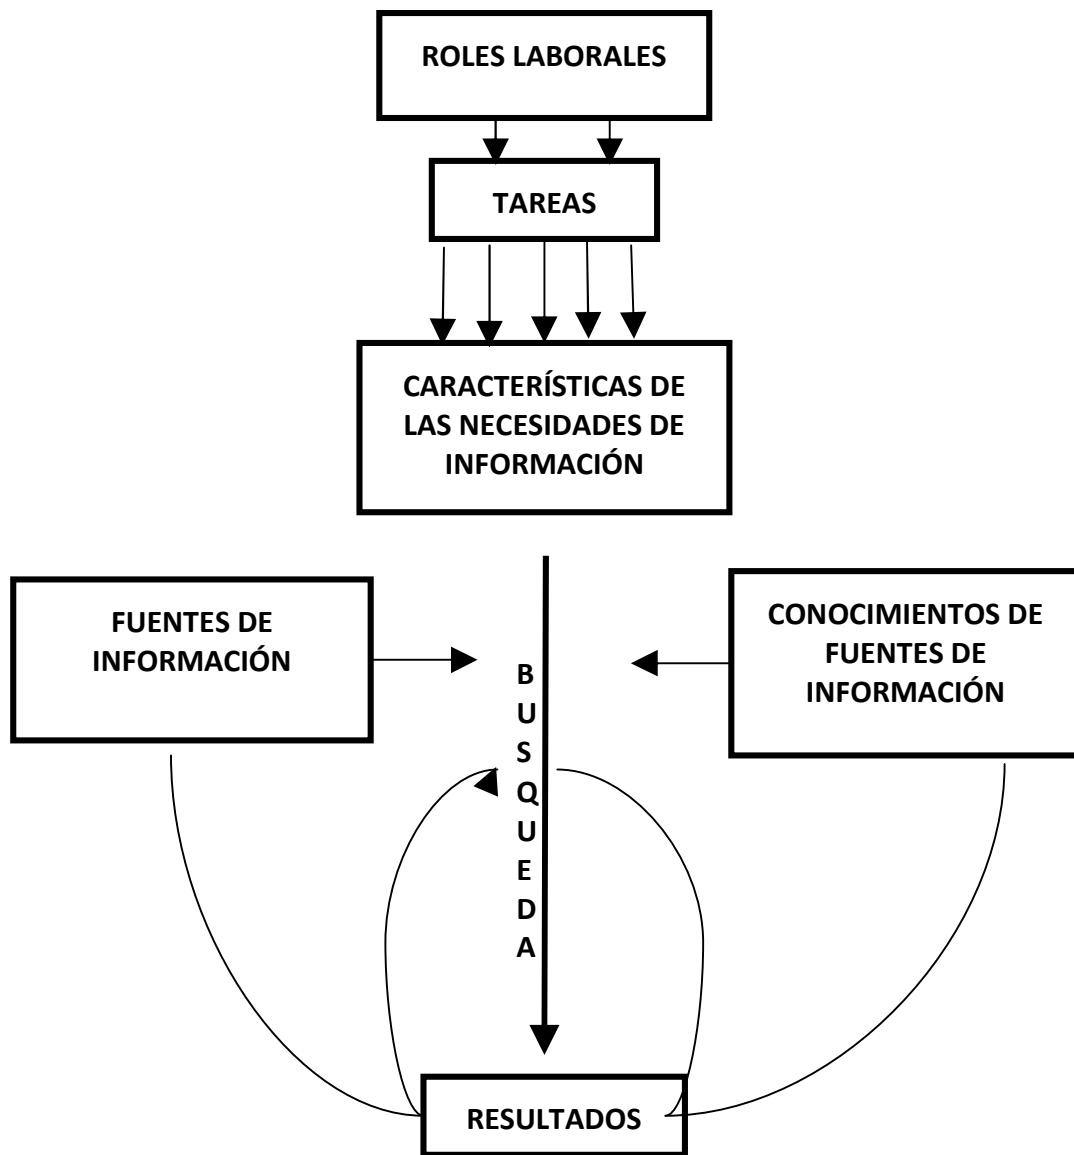 ROLES LABORALES
TAREAS
CARACTERÍSTICAS DE
LAS NECESIDADES DE
INFORMACIÓN
FUENTES DE
INFORMACIÓN
CONOCIMIENTOS DE
FUENTES DE
INFORMACIÓN
B
U
S
Q
U
E
D
A
RESULTADOS